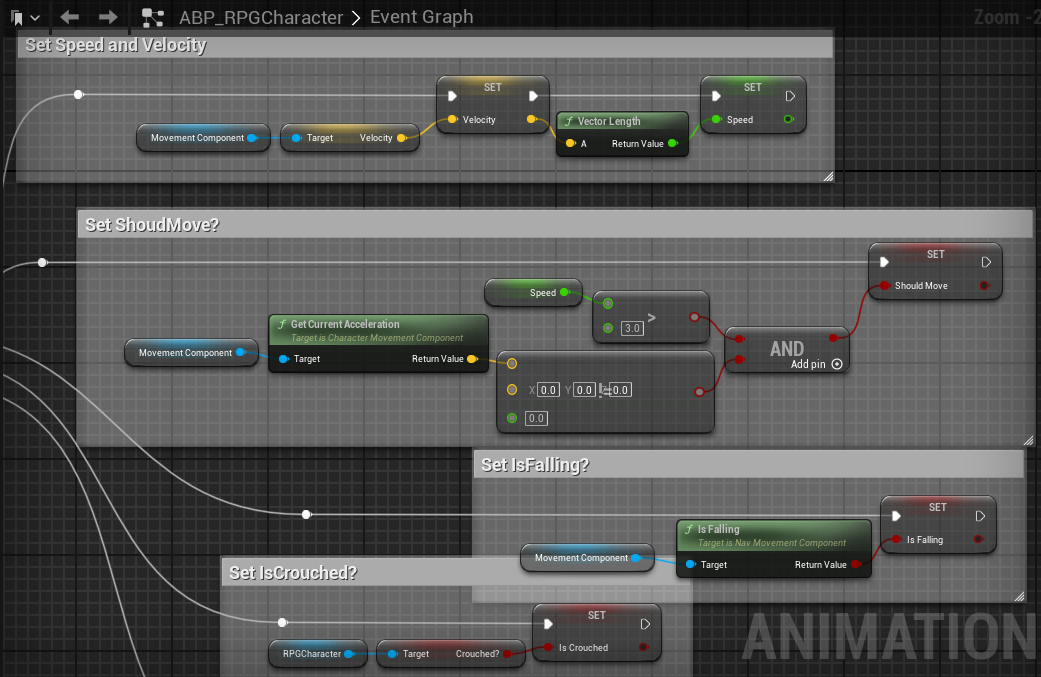 ABP_RPGCharacter > Event Graph
Zoom -2
Set Speed and Velocity
SET
SET
Velocity
Speed
Vector Length
Movement Component
Target
Velocity
A
Return Value
Set ShoudMove?
SET
Should Move
Speed
>
3.0
Get Current Acceleration
Target is Character Movement Component
Movement Component
Target
Return Value
AND
Add pin
X 0.0 Y 0.0 != 0.0
0.0
Set IsFalling?
SET
Is Falling
Is Falling
Target is Nav Movement Component
Movement Component
Target
Return Value
Set IsCrouched?
SET
Is Crouched
RPGCharacter
Target
Crouched?
ANIMATION